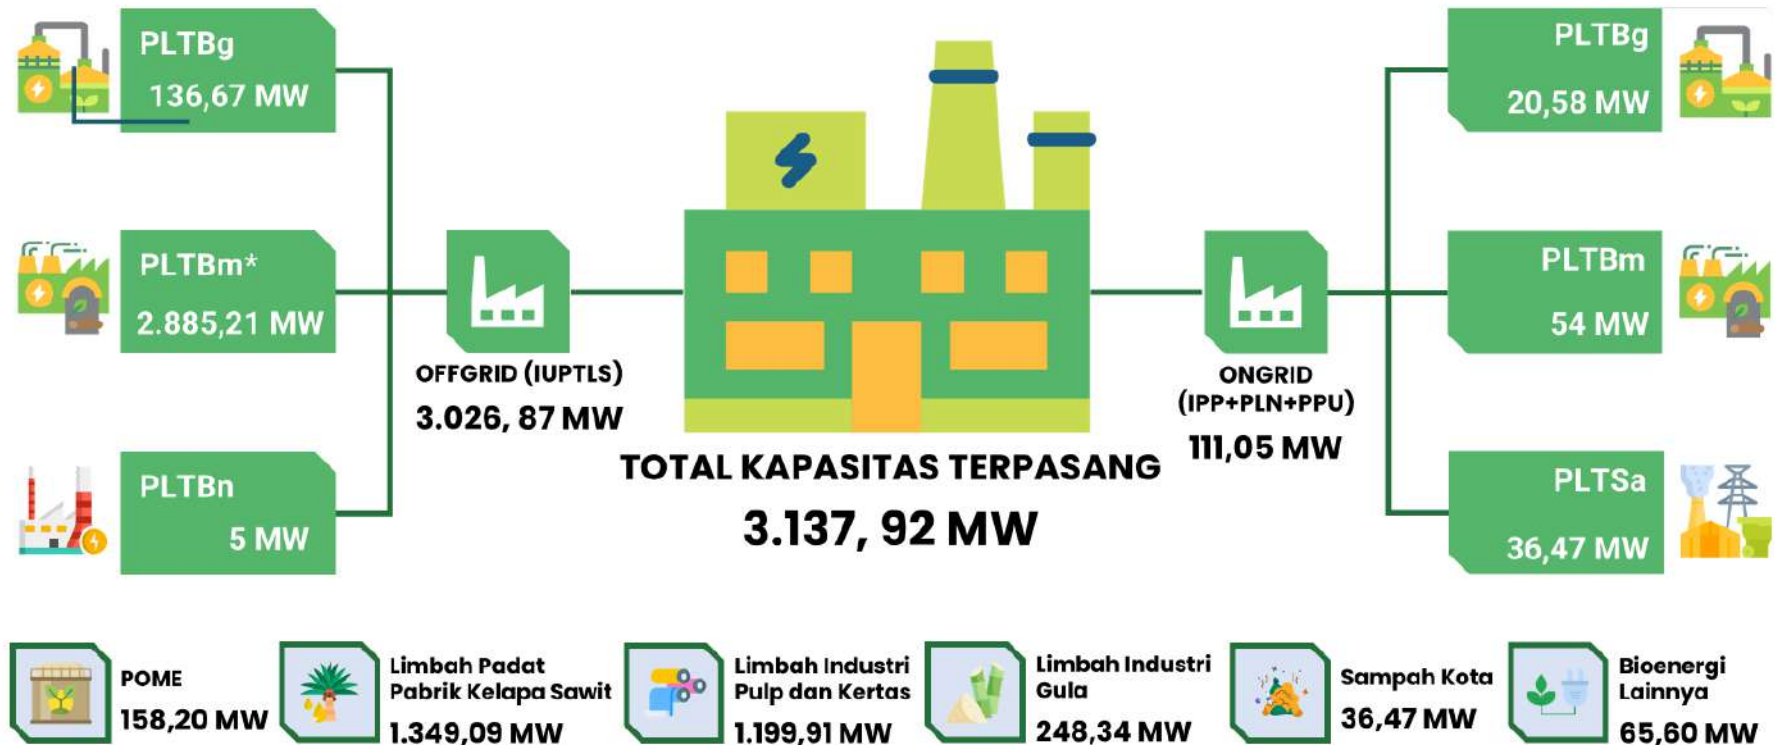 PLTBg
136,67 MW
PLTBm*
2.885,21 MW
PLTBn
5 MW
OFFGRID (IUPTLS)
3.026, 87 MW
TOTAL KAPASITAS TERPASANG
3.137, 92 MW
ONGRID
(IPP+PLN+PPU)
111,05 MW
PLTBg
20,58 MW
PLTBm
54 MW
PLTSa
36,47 MW
POME
158,20 MW
Limbah Padat
Pabrik Kelapa Sawit
1.349,09 MW
Limbah Industri
Pulp dan Kertas
1.199,91 MW
Limbah Industri
Gula
248,34 MW
Sampah Kota
36,47 MW
Bioenergi
Lainnya
65,60 MW